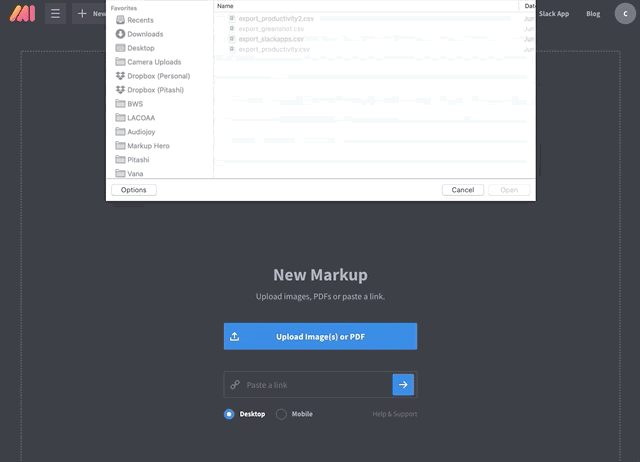 New
Slack App
Blog
C
Favorites
Recents
Downloads
Desktop
Camera Uploads
Dropbox (Personal)
Dropbox (Pitashi)
BWS
LACOAA
Audiojoy
Markup Hero
Pitashi
Vana
Name
Date
export_productivity2.csv
Jun
export_greenshot.csv
Jun
export_slackapps.csv
Jun
export_productivity.csv
Jun
Options
Cancel
Open
New Markup
Upload images, PDFs or paste a link.
Upload Image(s) or PDF
Paste a link
Desktop
Mobile
Help & Support